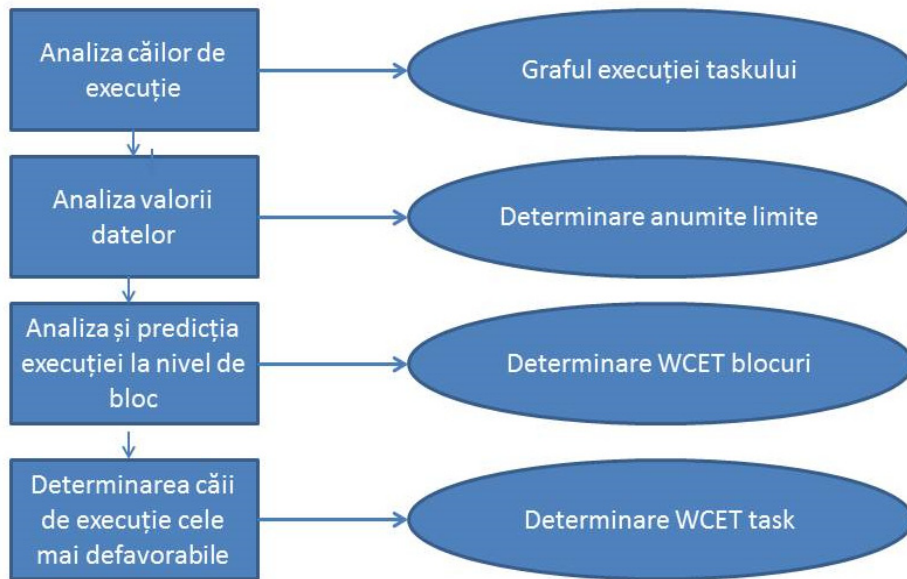 Analiza căilor de
execuție
Graful execuției taskului
Analiza valorii
datelor
Determinare anumite limite
Analiza și predicția
execuției la nivel de
bloc
Determinare WCET blocuri
Determinarea căii
de execuție cele
mai defavorabile
Determinare WCET task